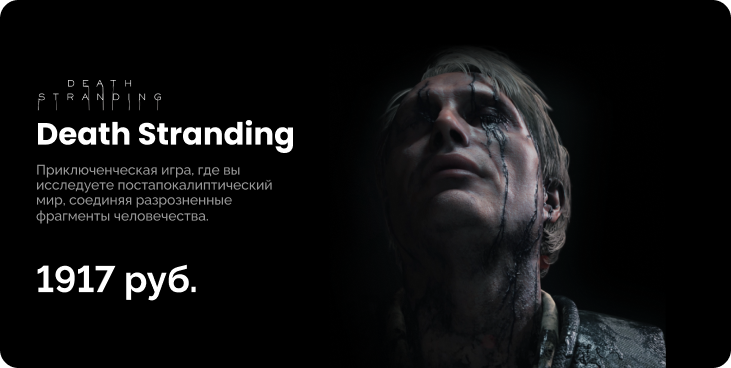 DEATH
STRANDING
Death Stranding
Приключенческая игра, где вы
исследуете постапокалиптический
мир, соединяя разрозненные
фрагменты человечества.
1917 руб.